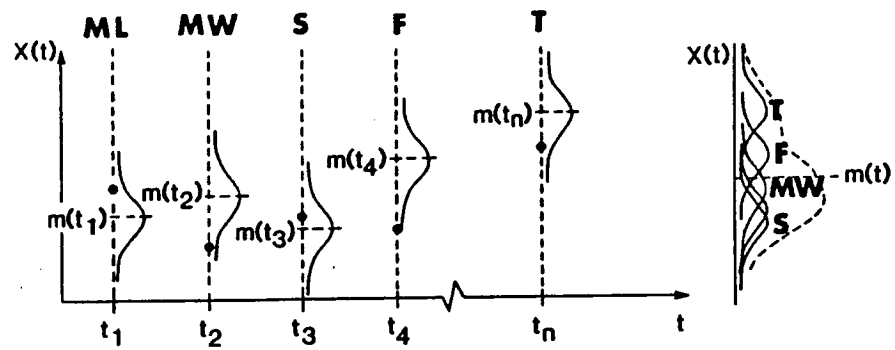 ML MW S F T
X(t)
m(t1)
m(t2)
m(t3)
m(t4)
m(tn)
t1 t2 t3 t4 tn t
X(t)
T
F
MW
m(t)
S